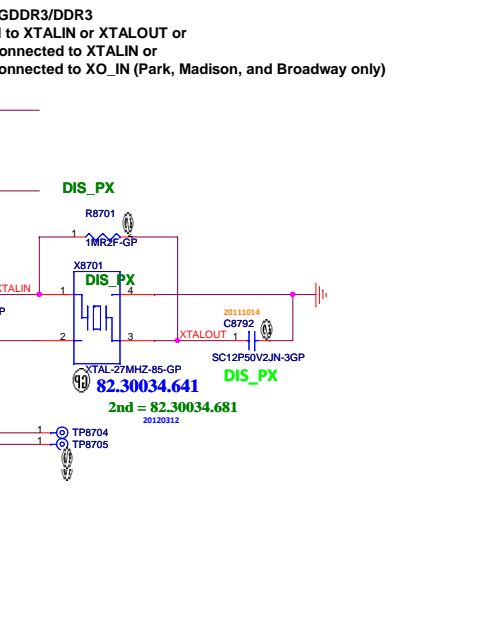 GDDR3/DDR3
to XTALIN or XTALOUT or
onnected to XTALIN or
onnected to XO_IN (Park, Madison, and Broadway only)
DIS_PX
R8701
1
2
1MR2F-GP
X8701
DIS_PX
XTALIN
1
4
20111014
P
C8792
2
3
XTALOUT
1
SC12P50V2JN-3GP
XTAL-27MHZ-85-GP
DIS_PX
82.30034.641
2nd = 82.30034.681
20120312
1
TP8704
1
TP8705